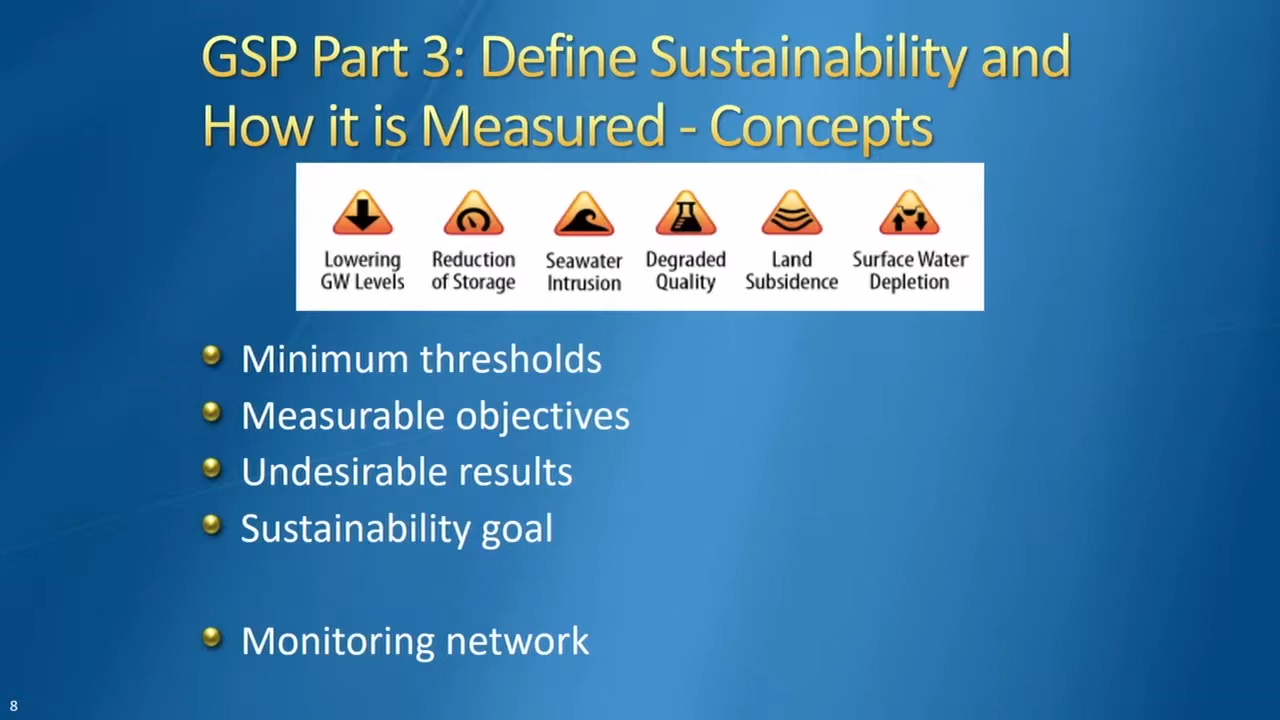 GSP Part 3: Define Sustainability and
How it is Measured - Concepts
Lowering
GW Levels
Reduction
of Storage
Seawater
Intrusion
Degraded
Quality
Land
Subsidence
Surface Water
Depletion
Minimum thresholds
Measurable objectives
Undesirable results
Sustainability goal
Monitoring network
8